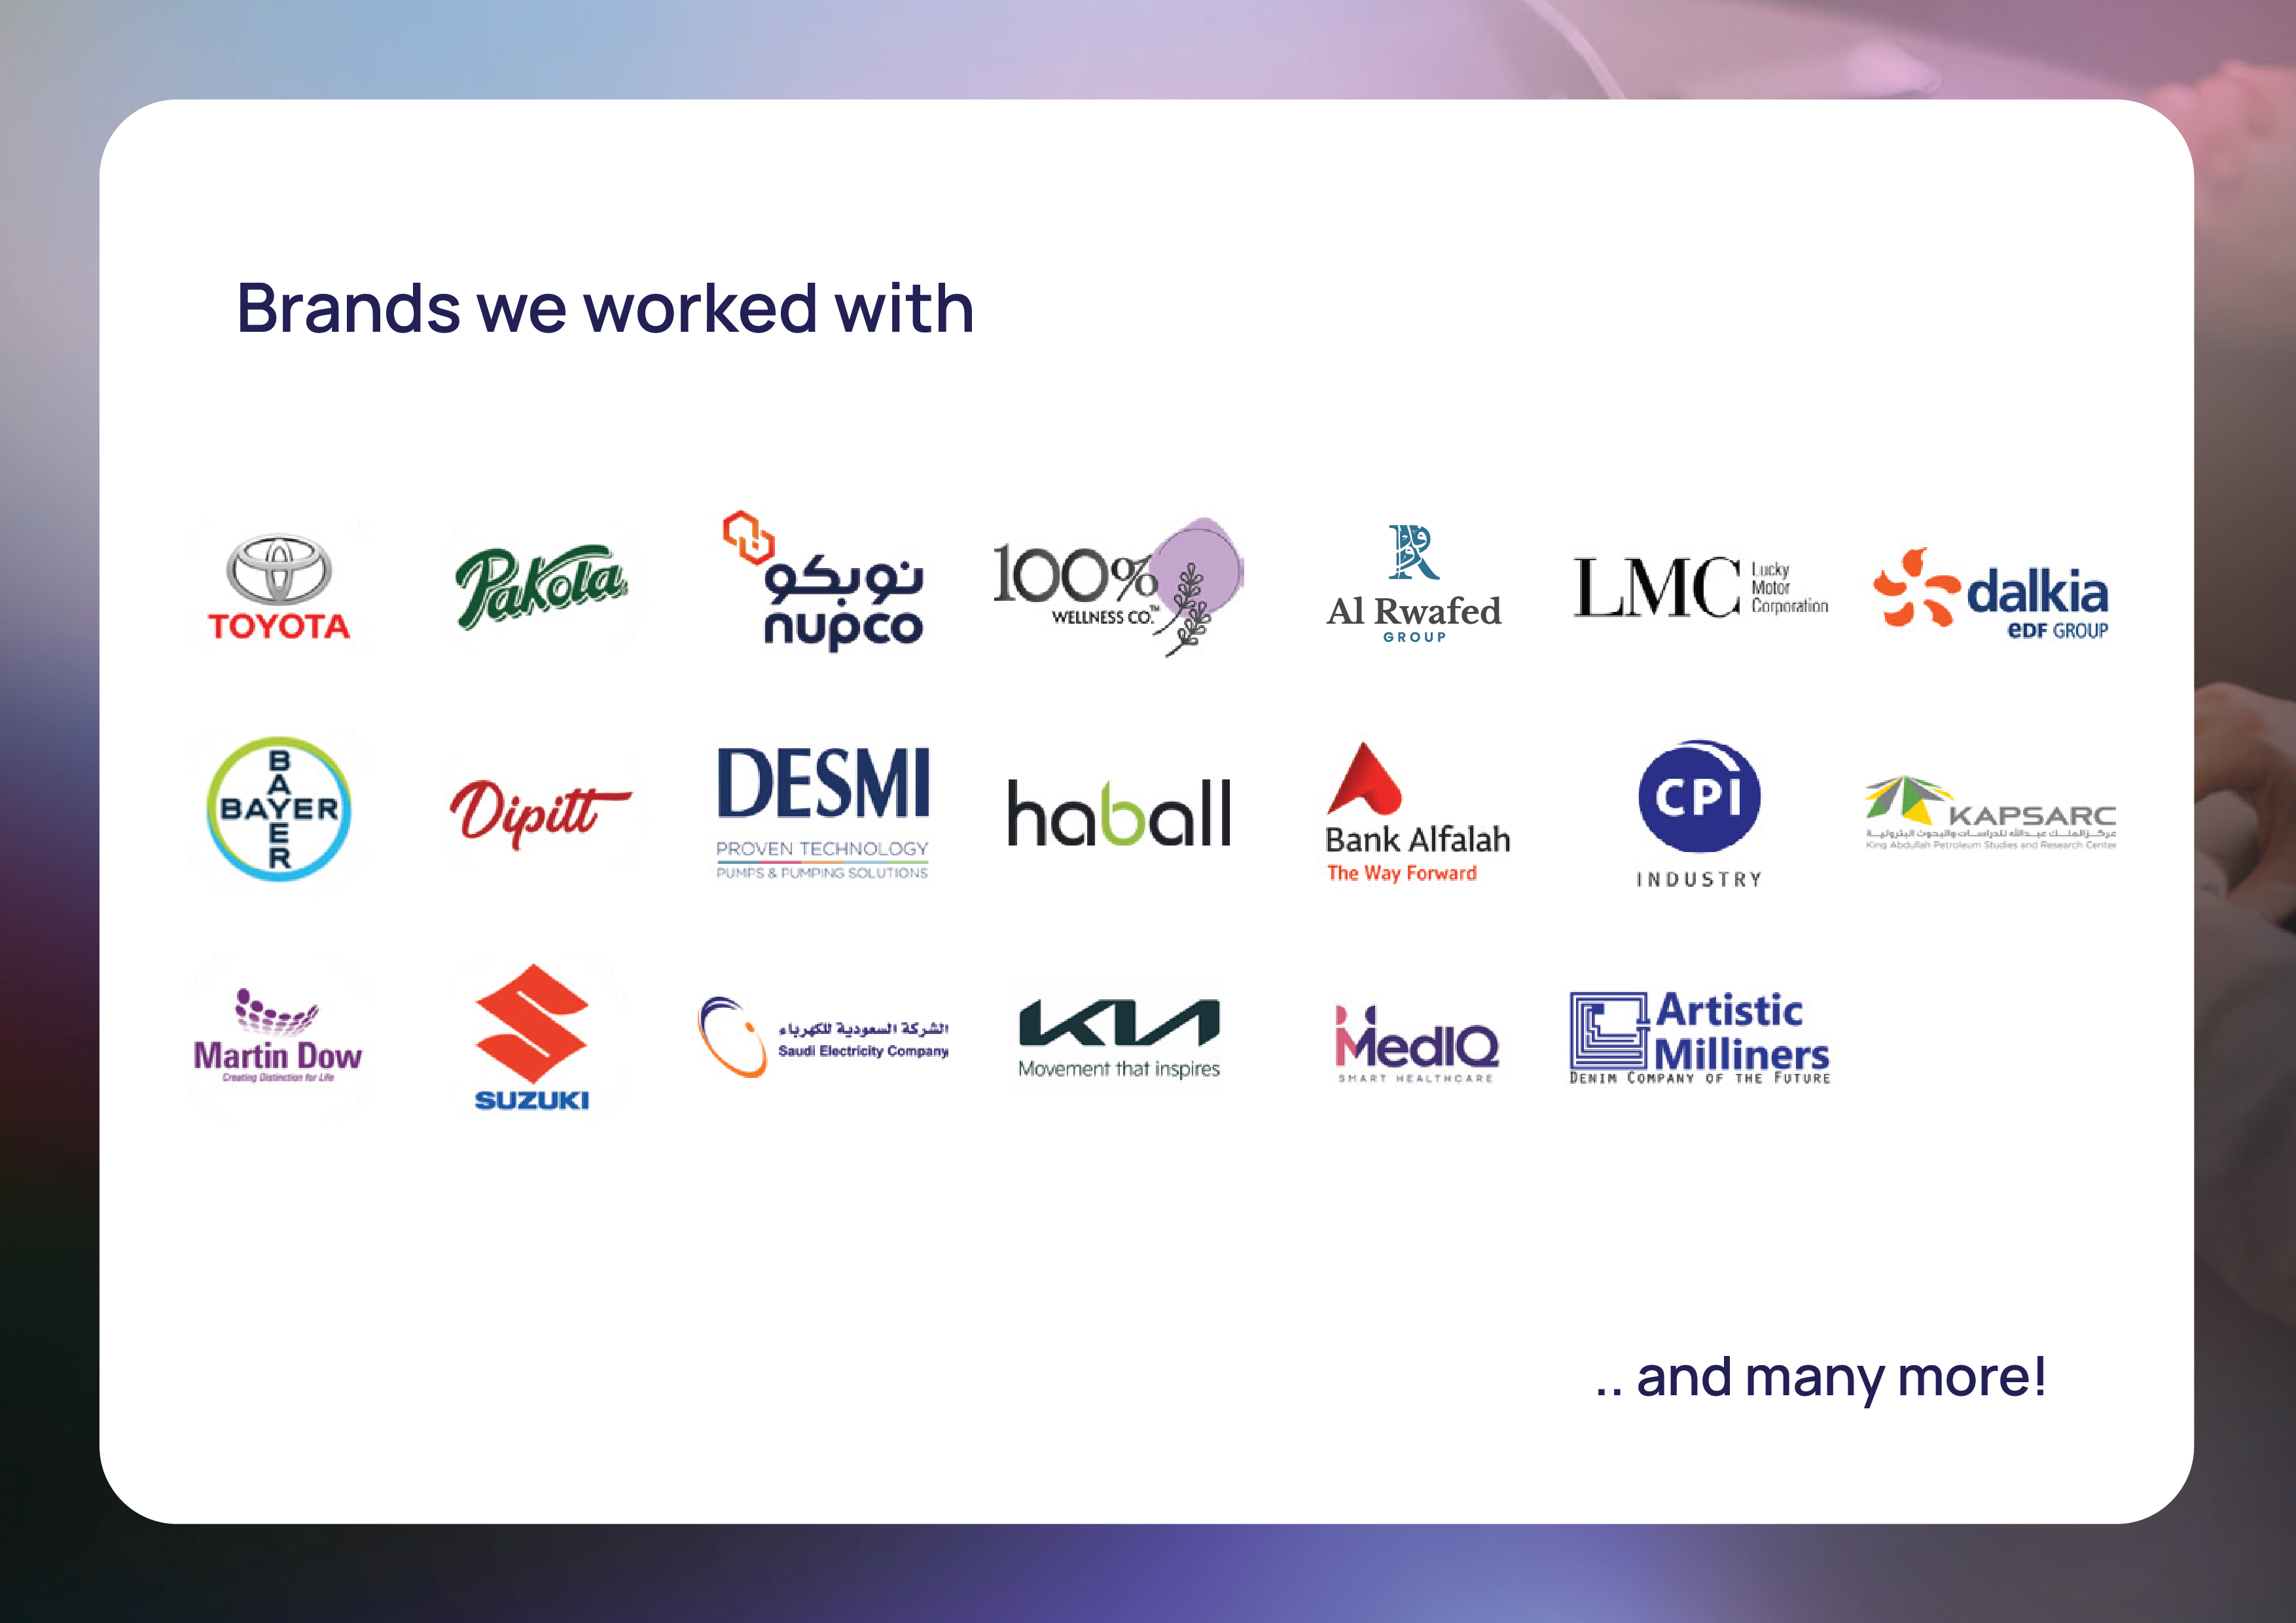 Brands we worked with
TOYOTA
Pakola
نوبكو
nupco
100%
WELLNESS CO.™
Al Rwafed
GROUP
LMC
Lucky
Motor
Corporation
dalkia
eDF GROUP
BAYER
BAYER
Dipitt
DESMI
PROVEN TECHNOLOGY
PUMPS & PUMPING SOLUTIONS
haball
Bank Alfalah
The Way Forward
CPI
INDUSTRY
KAPSARC
مركز الملك عبدالله للدراسات والبحوث البترولية
King Abdullah Petroleum Studies and Research Center
Martin Dow
Creating Distinction for Life
SUZUKI
الشركة السعودية للكهرباء
Saudi Electricity Company
KIA
Movement that inspires
MedIQ
SMART HEALTHCARE
Artistic
Milliners
DENIM COMPANY OF THE FUTURE
.. and many more!